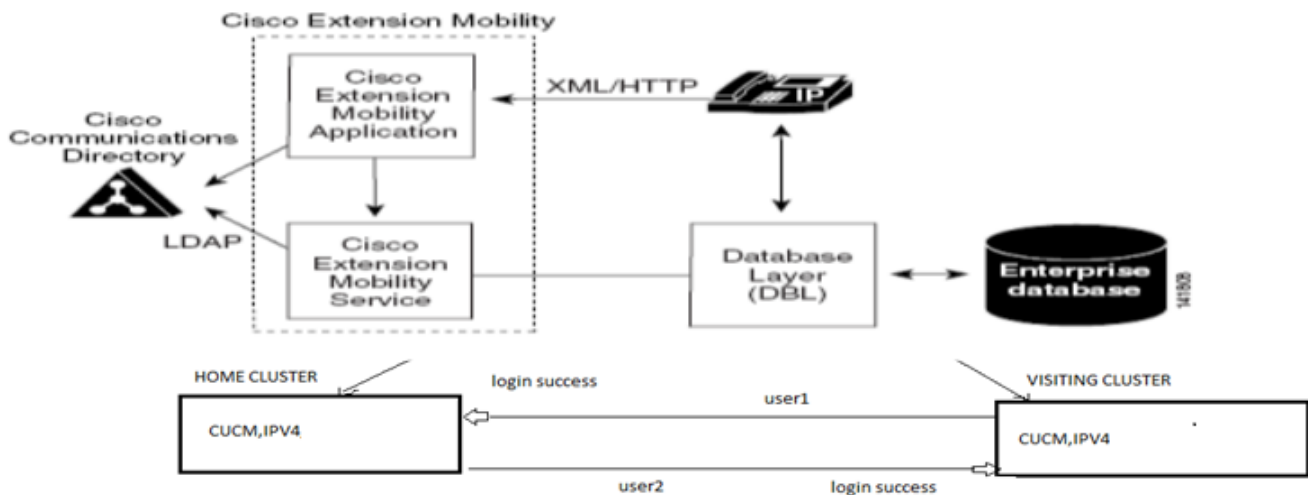 Cisco Extension Mobility
Cisco
Extension
Mobility
Application
XML/HTTP
IP
Cisco
Communications
Directory
LDAP
Cisco
Extension
Mobility
Service
Database
Layer
(DBL)
Enterprise
database
141808
HOME CLUSTER
login success
user1
VISITING CLUSTER
CUCM,IPV4
CUCM,IPV4
user2
login success